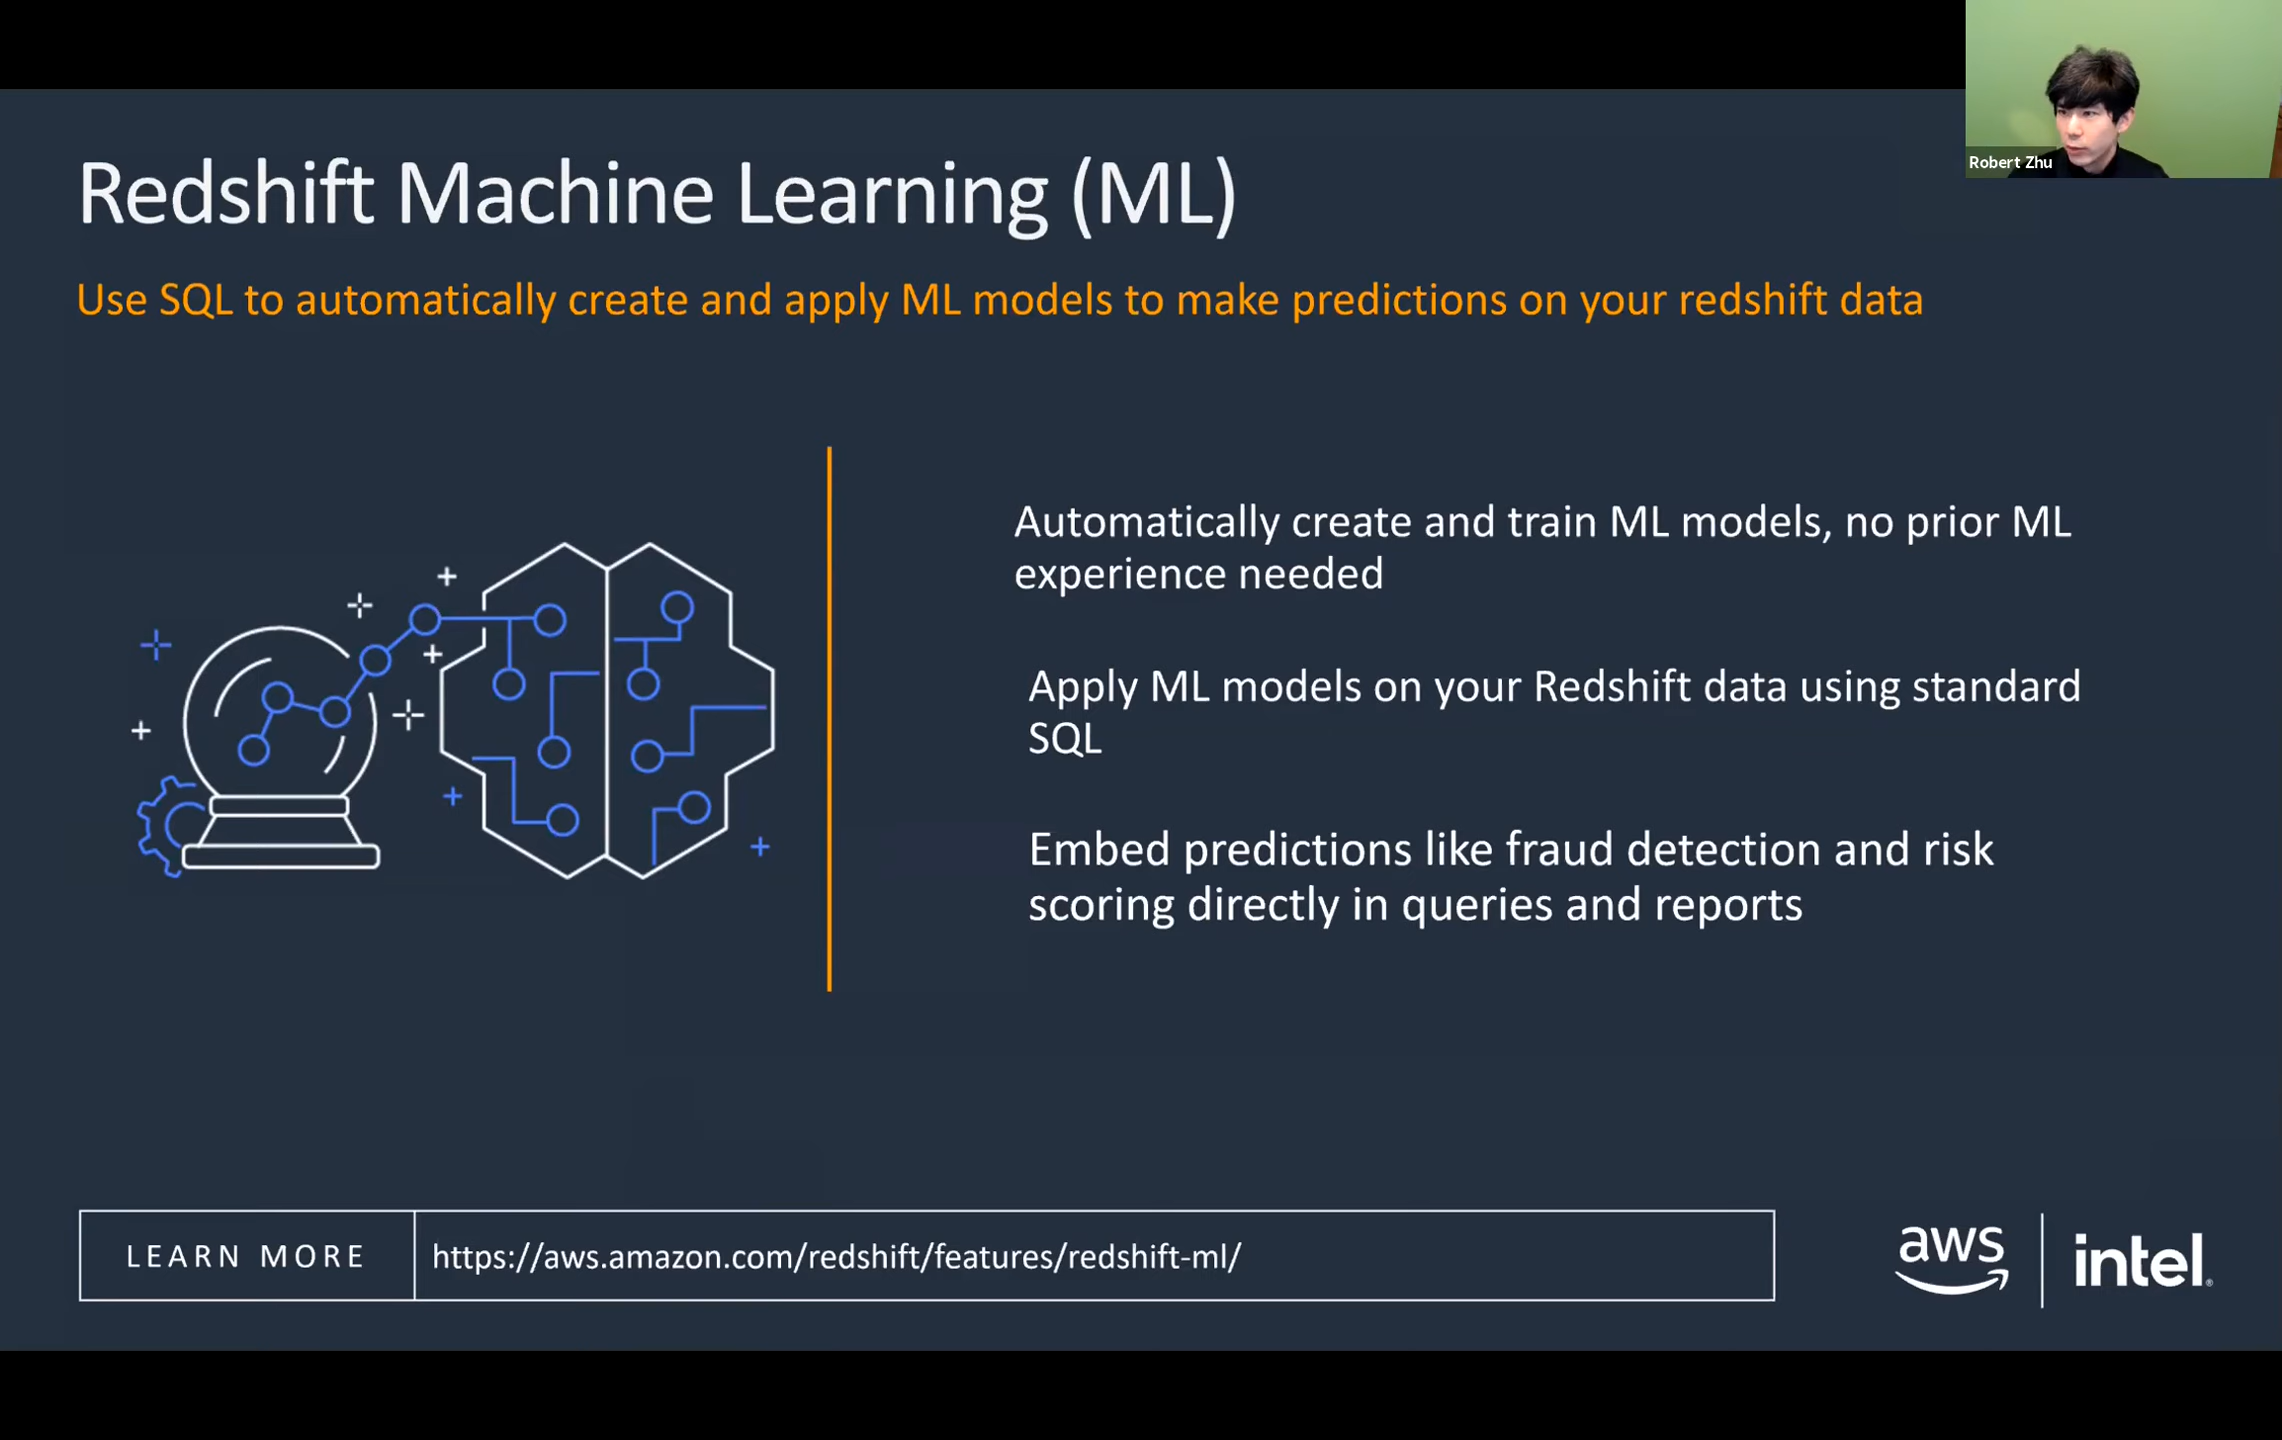 Robert Zhu
Redshift Machine Learning (ML)
Use SQL to automatically create and apply ML models to make predictions on your redshift data
Automatically create and train ML models, no prior ML
experience needed
Apply ML models on your Redshift data using standard
SQL
Embed predictions like fraud detection and risk
scoring directly in queries and reports
LEARN MORE
https://aws.amazon.com/redshift/features/redshift-ml/
aws
intel®